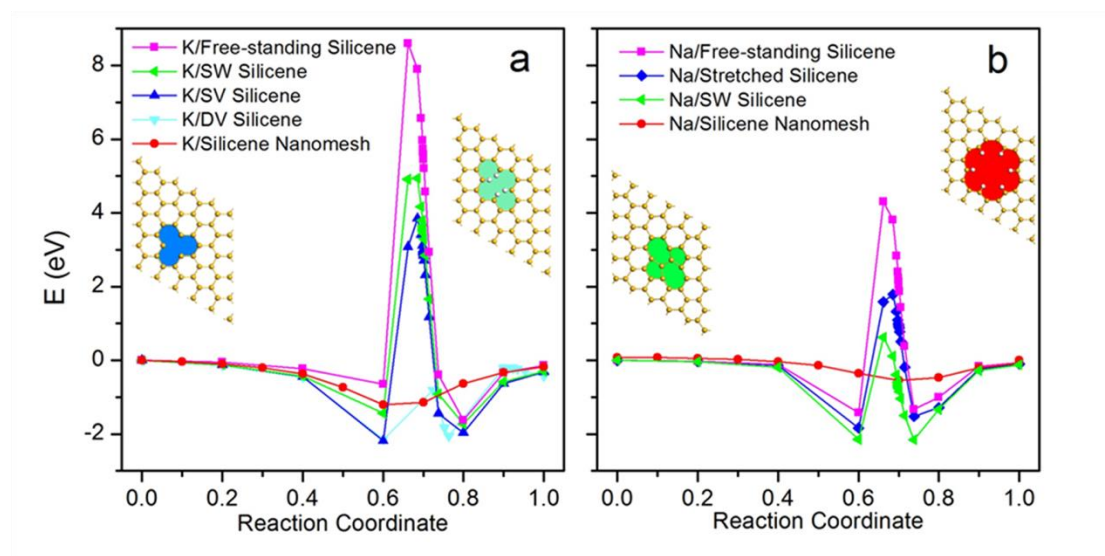 K/Free-standing Silicene
K/SW Silicene
K/SV Silicene
K/DV Silicene
K/Silicene Nanomesh
a
E (eV)
8
6
4
2
0
-2
0.0 0.2 0.4 0.6 0.8 1.0
Reaction Coordinate
Na/Free-standing Silicene
Na/Stretched Silicene
Na/SW Silicene
Na/Silicene Nanomesh
b
0.0 0.2 0.4 0.6 0.8 1.0
Reaction Coordinate